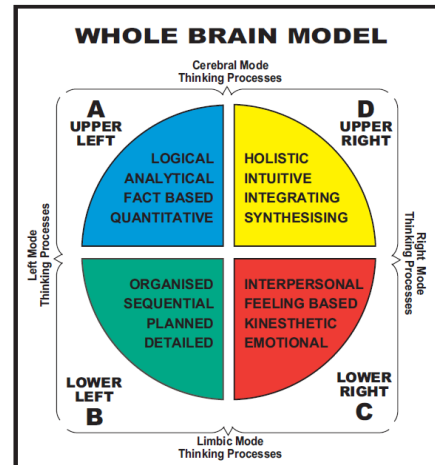 WHOLE BRAIN MODEL
Cerebral Mode
Thinking Processes
A
UPPER
LEFT
D
UPPER
RIGHT
LOGICAL
ANALYTICAL
FACT BASED
QUANTITATIVE
HOLISTIC
INTUITIVE
INTEGRATING
SYNTHESISING
Left Mode
Thinking Processes
Right Mode
Thinking Processes
ORGANISED
SEQUENTIAL
PLANNED
DETAILED
INTERPERSONAL
FEELING BASED
KINESTHETIC
EMOTIONAL
LOWER
LEFT
B
LOWER
RIGHT
C
Limbic Mode
Thinking Processes